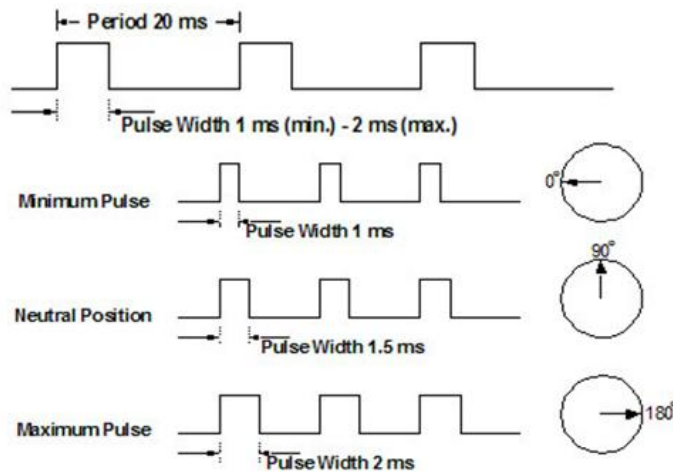 Period 20 ms
Pulse Width 1 ms (min.) - 2 ms (max.)
Minimum Pulse
0°
Pulse Width 1 ms
90°
Neutral Position
Pulse Width 1.5 ms
Maximum Pulse
180°
Pulse Width 2 ms